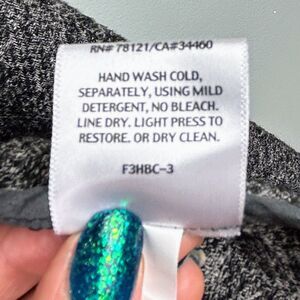 RN# 78121/CA#34460
HAND WASH COLD,
SEPARATELY, USING MILD
DETERGENT, NO BLEACH.
LINE DRY. LIGHT PRESS TO
RESTORE. OR DRY CLEAN.
F3HBC-3